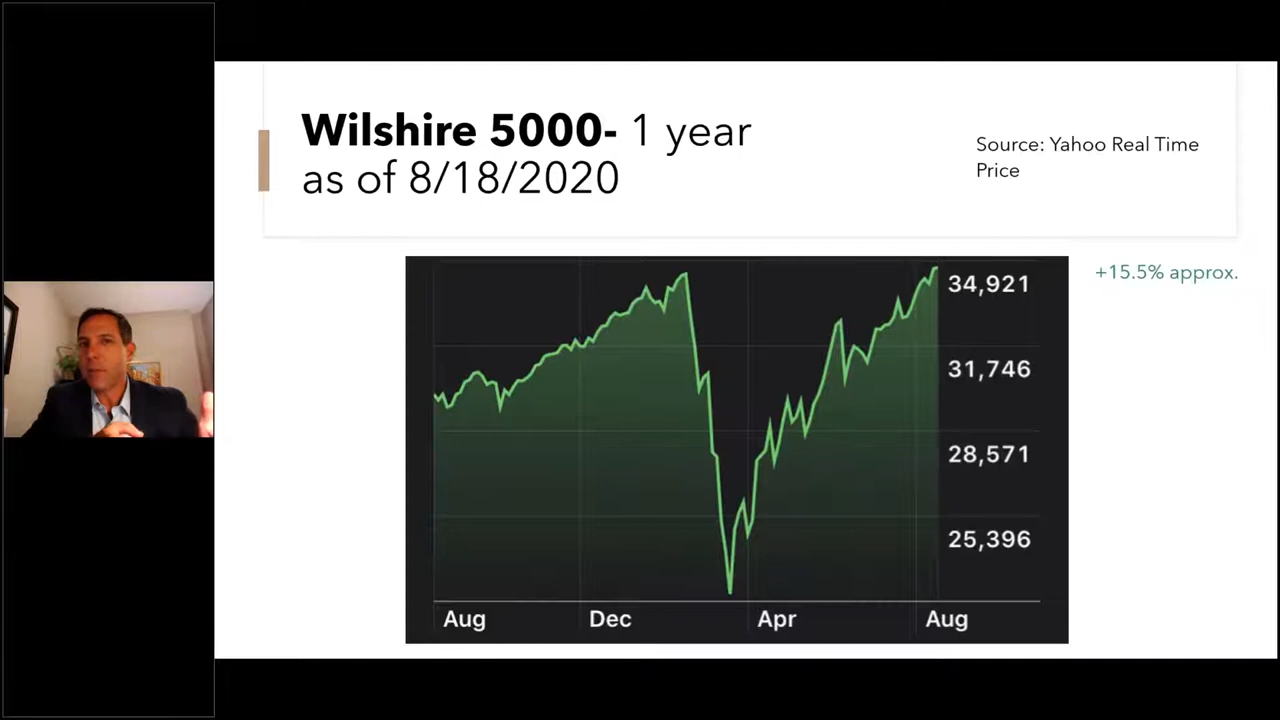 Wilshire 5000- 1 year
as of 8/18/2020
Source: Yahoo Real Time
Price
+15.5% approx.
34,921
31,746
28,571
25,396
Aug Dec Apr Aug